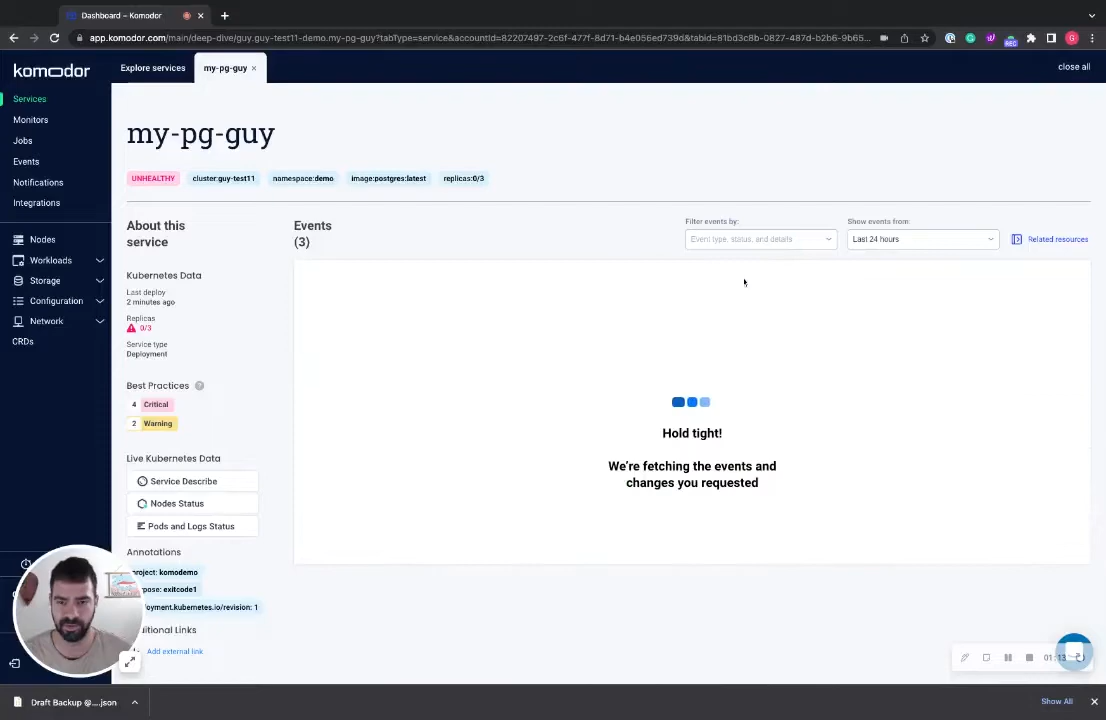 Dashboard – Komodor
app.komodor.com/main/deep-dive/guy.guy-test11-demo.my-pg-guy?tabType=service&accountId=82207497-2c6f-477f-8d71-b4e056ed739d&tabid=81bd3c8b-0827-487d-b2b6-9b65...
REC
G
komodor
Explore services
my-pg-guy
close all
Services
Monitors
Jobs
Events
Notifications
Integrations
Nodes
Workloads
Storage
Configuration
Network
CRDs
my-pg-guy
UNHEALTHY
cluster:guy-test11
namespace:demo
image:postgres:latest
replicas:0/3
About this
service
Kubernetes Data
Last deploy
2 minutes ago
Replicas
0/3
Service type
Deployment
Best Practices
?
4 Critical
2 Warning
Live Kubernetes Data
Service Describe
Nodes Status
Pods and Logs Status
Annotations
project: komodemo
rpose: exitcode1
loyment.kubernetes.io/revision: 1
ditional Links
Add external link
Events
(3)
Filter events by:
Event type, status, and details
Show events from:
Last 24 hours
Related resources
Hold tight!
We're fetching the events and
changes you requested
01:13
Draft Backup @....json
Show All